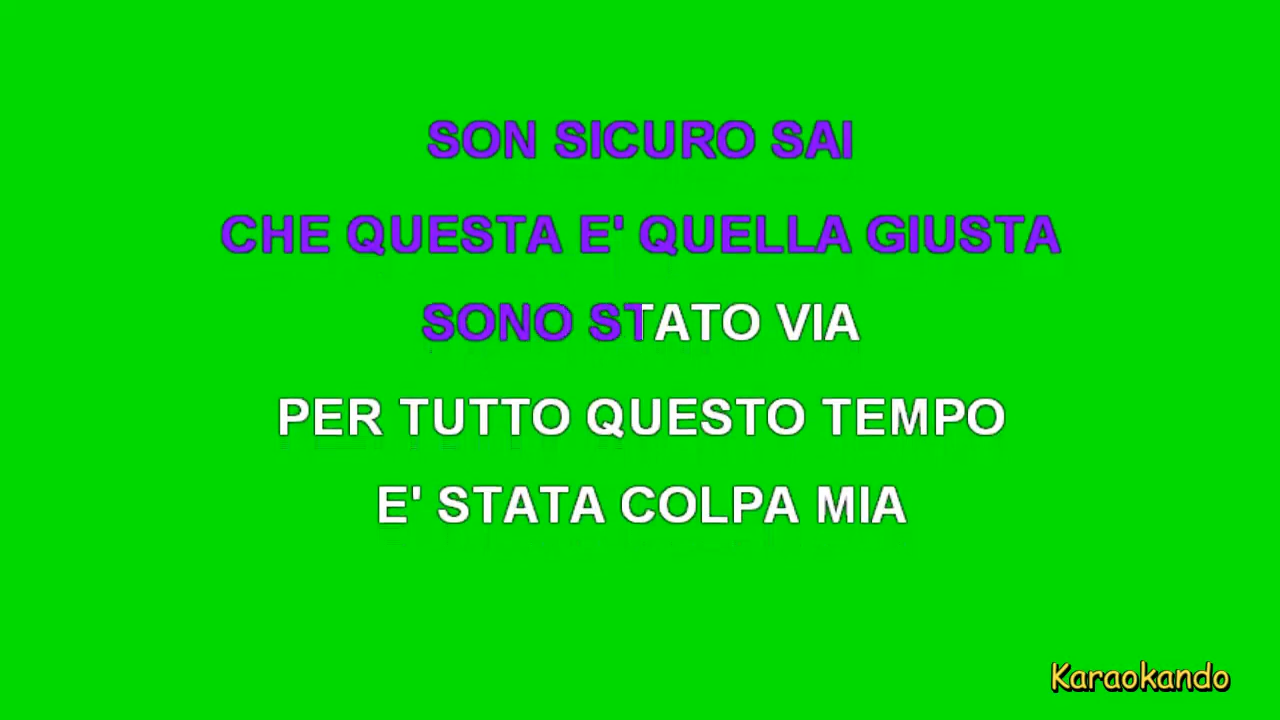 SON SICURO SAI
CHE QUESTA E' QUELLA GIUSTA
SONO STATO VIA
PER TUTTO QUESTO TEMPO
E' STATA COLPA MIA
Karaokando